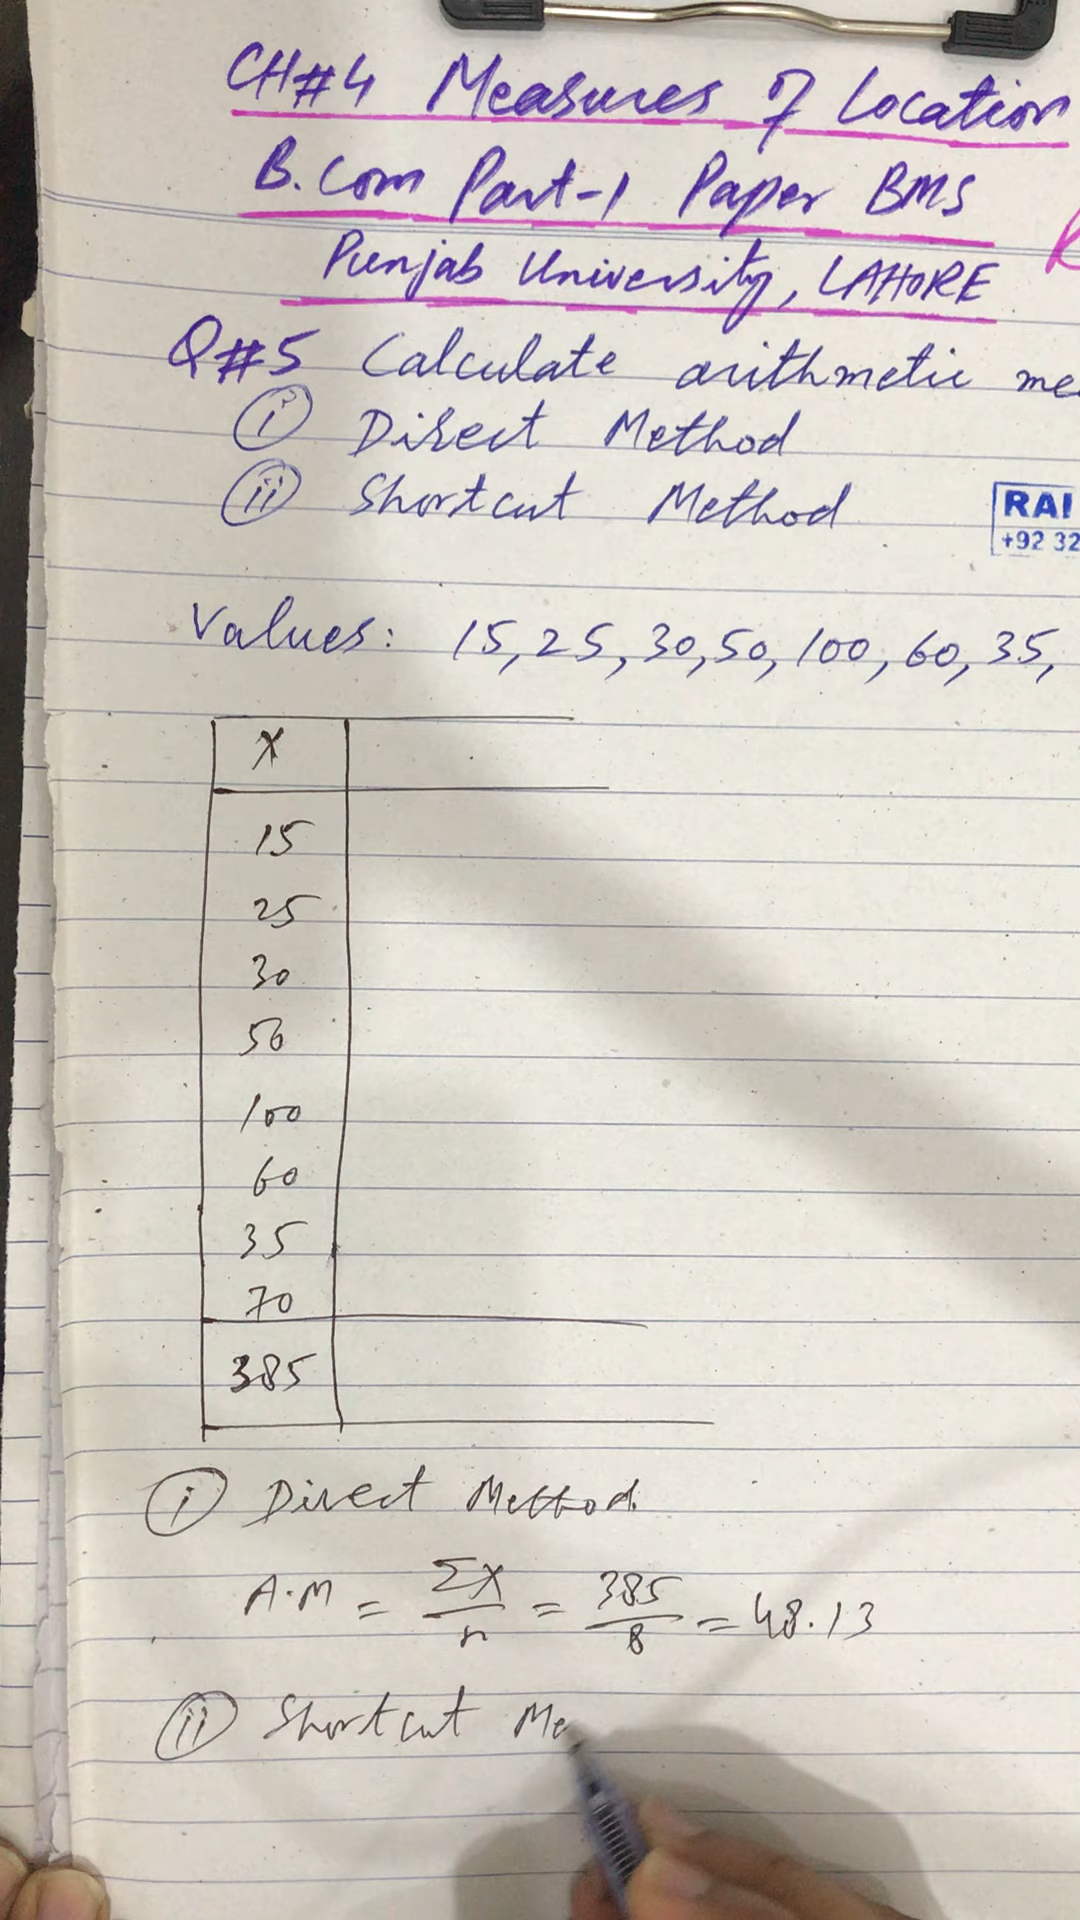 CH#4 Measures of Location
B.Com Part-1 Paper BMS
Punjab University, LAHORE
Q#5 Calculate arithmetic me
i Direct Method
ii Shortcut Method
RAI
+92 32
Values: 15, 25, 30, 50, 100, 60, 35,
X
15
25
30
50
100
60
35
70
385
i Direct Method
A.M = ΣX/n = 385/8 = 48.13
ii Shortcut Me